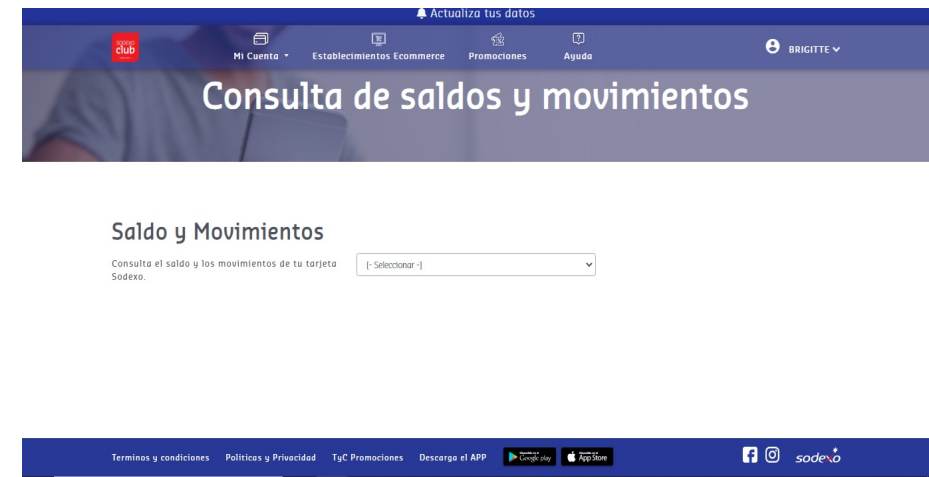 Actualiza tus datos
sodexo
club
Mi Cuenta
Establecimientos Ecommerce
Promociones
Ayuda
BRIGITTE
Consulta de saldos y movimientos
Saldo y Movimientos
Consulta el saldo y los movimientos de tu tarjeta
Sodexo.
[- Seleccionar -]
Terminos y condiciones
Politicas y Privacidad
TyC Promociones
Descarga el APP
Google play
App Store
sodexo